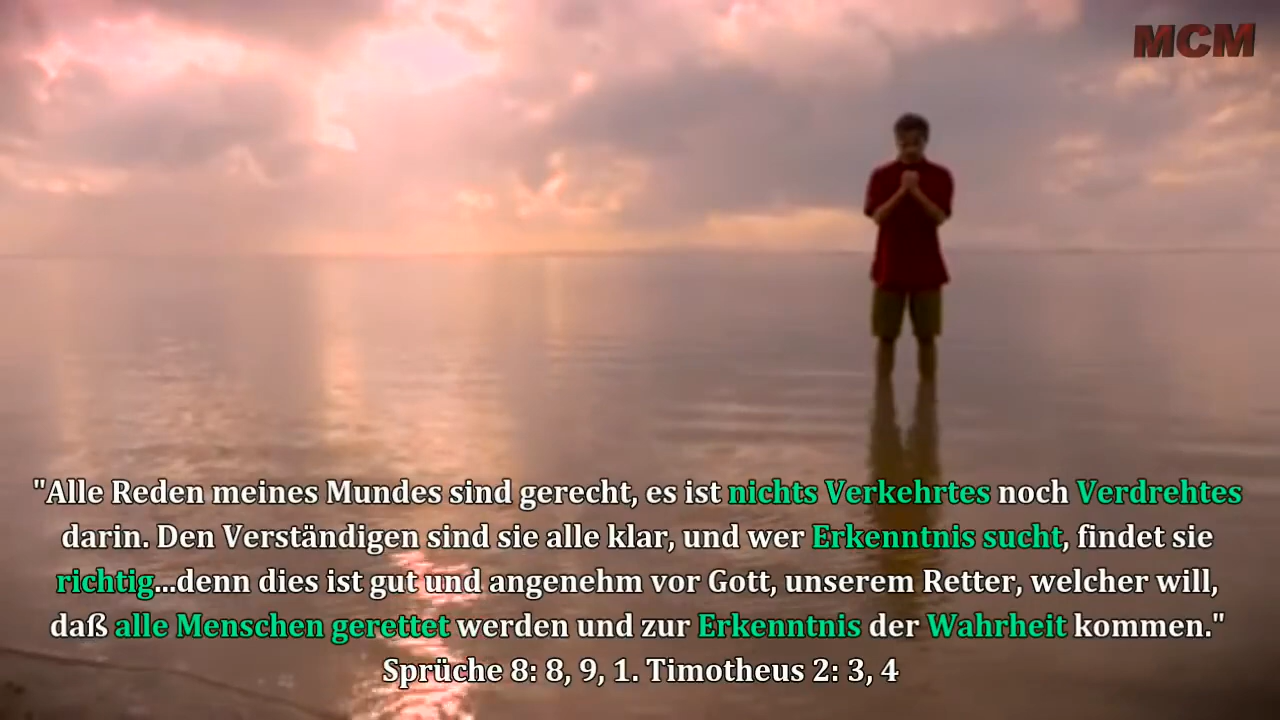 MCM
"Alle Reden meines Mundes sind gerecht, es ist nichts Verkehrtes noch Verdrehtes
darin. Den Verständigen sind sie alle klar, und wer Erkenntnis sucht, findet sie
richtig...denn dies ist gut und angenehm vor Gott, unserem Retter, welcher will,
daß alle Menschen gerettet werden und zur Erkenntnis der Wahrheit kommen."
Sprüche 8: 8, 9, 1. Timotheus 2: 3, 4